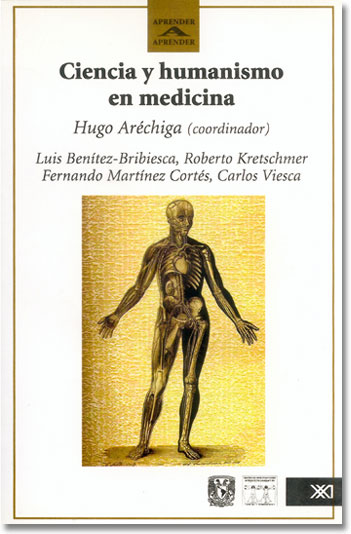 APRENDER
A
APRENDER
Ciencia y humanismo
en medicina
Hugo Aréchiga (coordinador)
Luis Benítez-Bribiesca, Roberto Kretschmer
Fernando Martínez Cortés, Carlos Viesca
XXI